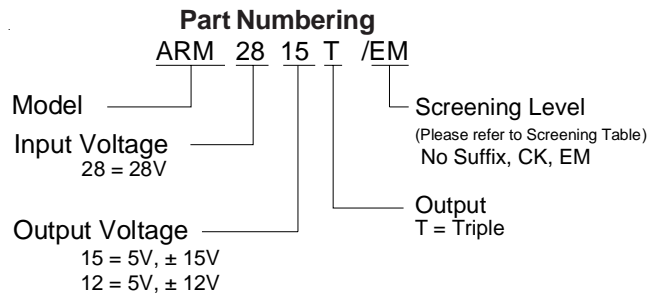 Part Numbering
ARM 28 15 T /EM
Model
Input Voltage
28 = 28V
Output Voltage
15 = 5V, ± 15V
12 = 5V, ± 12V
Screening Level
(Please refer to Screening Table)
No Suffix, CK, EM
Output
T = Triple